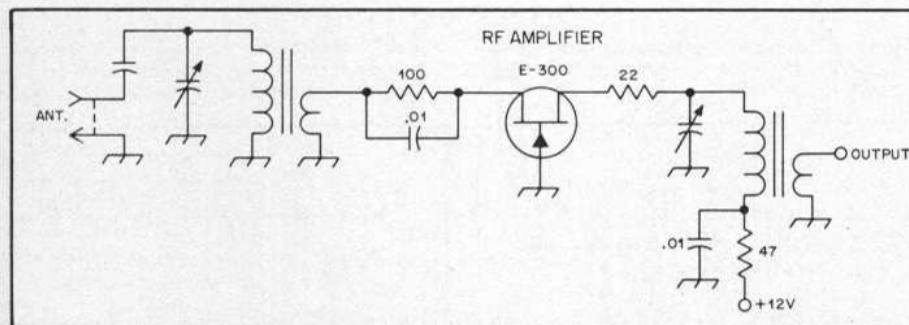 RF AMPLIFIER
E-300
100
22
ANT.
.01
OUTPUT
.01
47
+12V